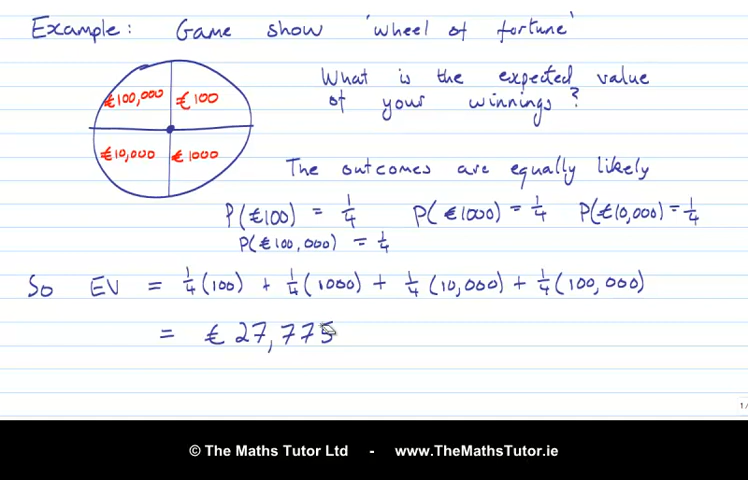 Example: Game show 'wheel of fortune'
€100,000 €100
€10,000 €1000
What is the expected value
of your winnings?
The outcomes are equally likely
P(€100) = 1/4 P(€1000) = 1/4 P(€10,000) = 1/4
P(€100,000) = 1/4
So EV = 1/4(100) + 1/4(1000) + 1/4(10,000) + 1/4(100,000)
= € 27,775
1/
© The Maths Tutor Ltd - www.TheMathsTutor.ie